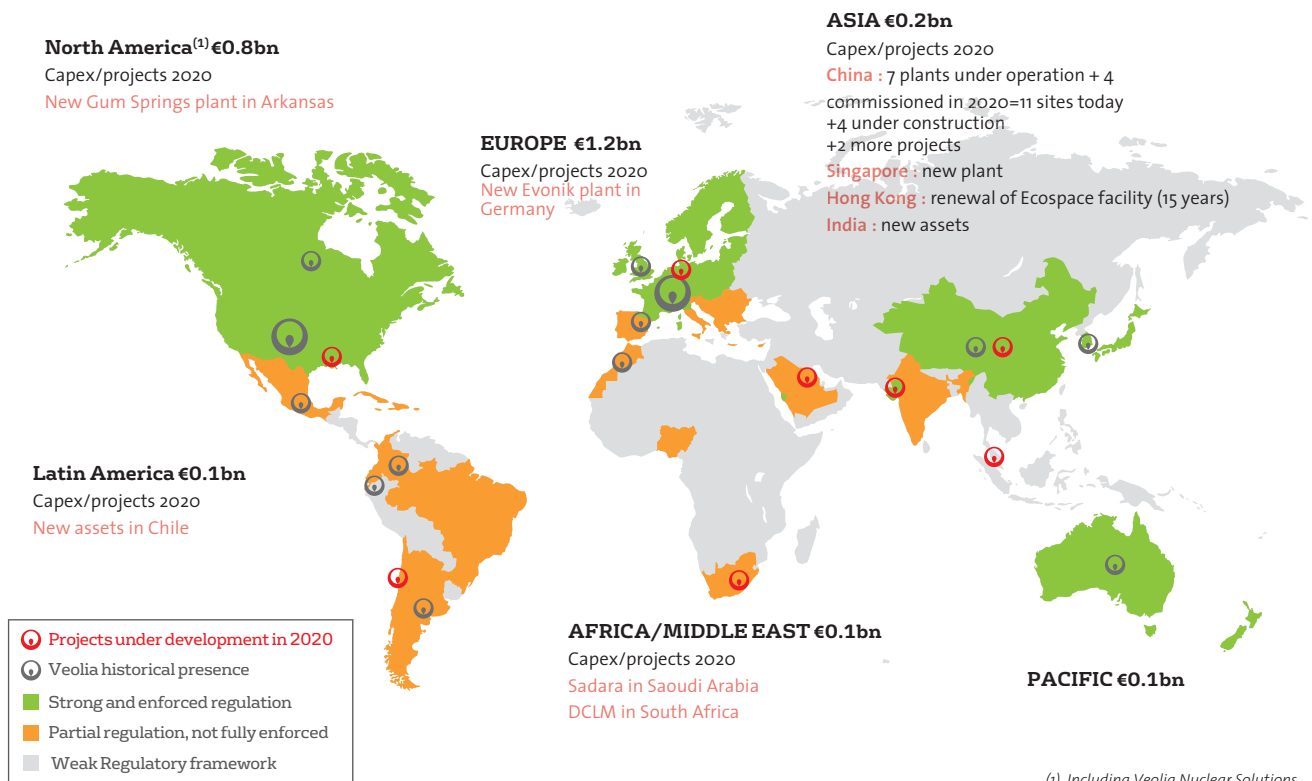 North America(1) €0.8bn
Capex/projects 2020
New Gum Springs plant in Arkansas
EUROPE €1.2bn
Capex/projects 2020
New Evonik plant in
Germany
ASIA €0.2bn
Capex/projects 2020
China : 7 plants under operation + 4
commissioned in 2020=11 sites today
+4 under construction
+2 more projects
Singapore : new plant
Hong Kong : renewal of Ecospace facility (15 years)
India : new assets
Latin America €0.1bn
Capex/projects 2020
New assets in Chile
AFRICA/MIDDLE EAST €0.1bn
Capex/projects 2020
Sadara in Saoudi Arabia
DCLM in South Africa
PACIFIC €0.1bn
Projects under development in 2020
Veolia historical presence
Strong and enforced regulation
Partial regulation, not fully enforced
Weak Regulatory framework
(1) Including Veolia Nuclear Solutions